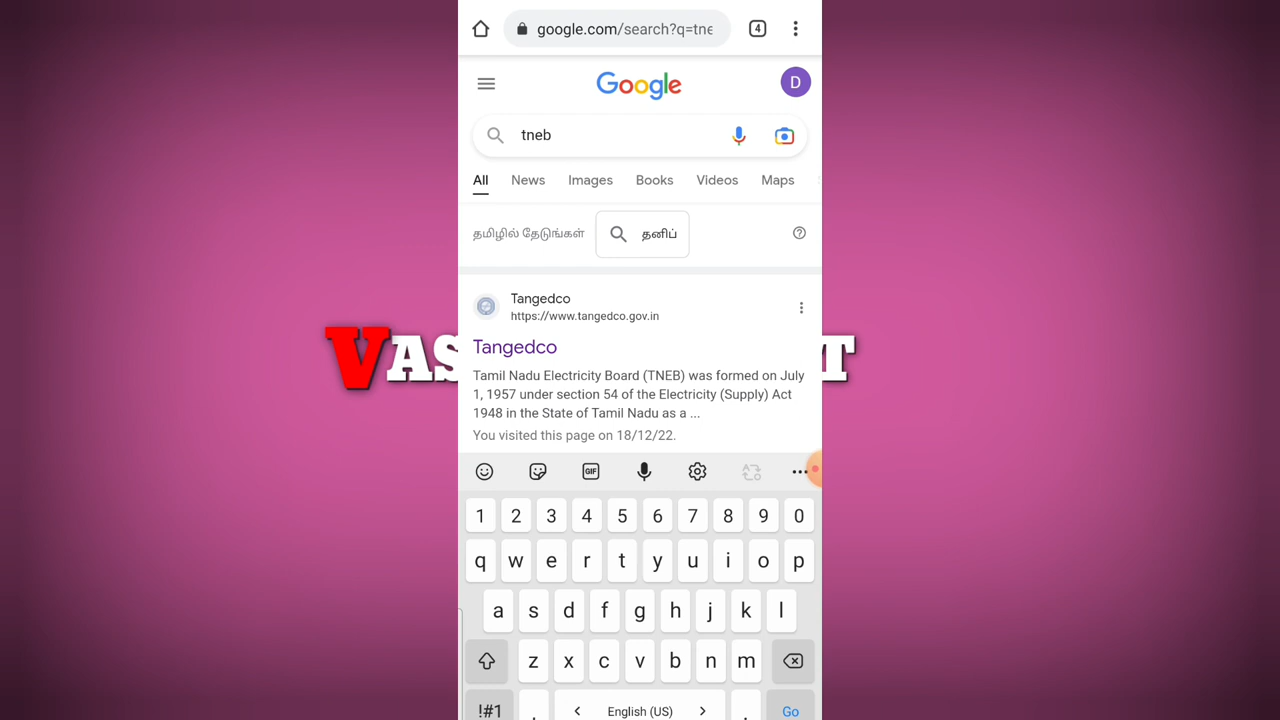 google.com/search?q=tne
4
Google
D
tneb
All News Images Books Videos Maps
தமிழில் தேடுங்கள் தனிப்
Tangedco
https://www.tangedco.gov.in
Tangedco
Tamil Nadu Electricity Board (TNEB) was formed on July
1, 1957 under section 54 of the Electricity (Supply) Act
1948 in the State of Tamil Nadu as a ...
You visited this page on 18/12/22.
VAS T
GIF
1 2 3 4 5 6 7 8 9 0
q w e r t y u i o p
a s d f g h j k l
z x c v b n m
!#1 , < English (US) > . Go